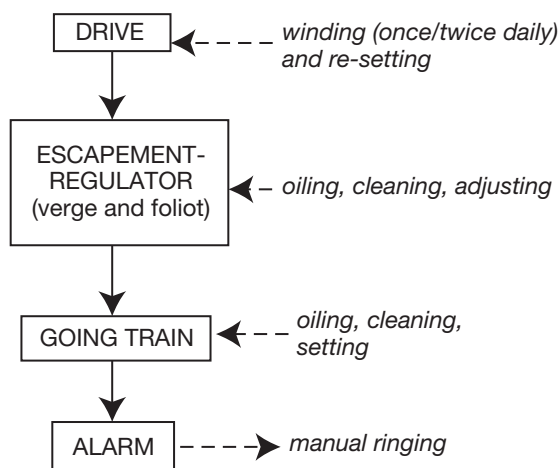 DRIVE
winding (once/twice daily)
and re-setting
ESCAPEMENT-
REGULATOR
(verge and foliot)
oiling, cleaning, adjusting
GOING TRAIN
oiling, cleaning,
setting
ALARM
manual ringing